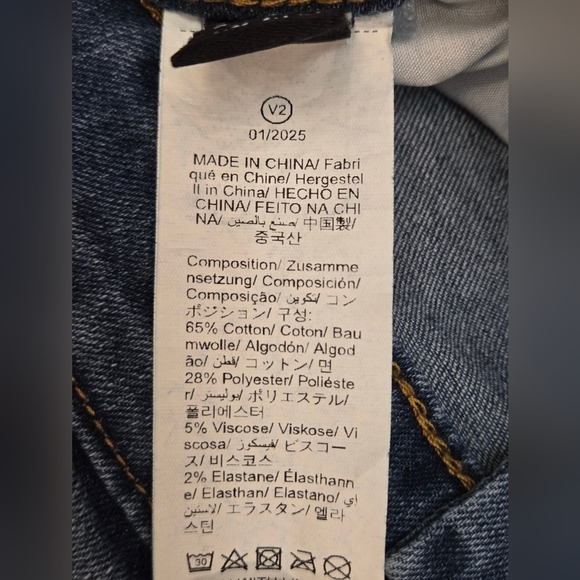 V2
01/2025
MADE IN CHINA/ Fabri
qué en Chine/ Hergestel
lt in China/ HECHO EN
CHINA/ FEITO NA CHI
NA/ صنع بالصين/ 中国製/
중국산
Composition/ Zusamme
nsetzung/ Composición/
Composição/ تكوين/ コン
ポジション/ 구성:
65% Cotton/ Coton/ Bau
mwolle/ Algodón/ Algod
ão/ قطن/ コットン/ 면
28% Polyester/ Poliéste
r/ بوليستر/ ポリエステル/
폴리에스테
5% Viscose/ Viskose/ Vi
scosa/ فيسكوز/ ビスコー
ス/ 비스코스
2% Elastane/ Élasthann
e/ Elasthan/ Elastano/ إي
لاستين/ エラスタン/ 엘라
스틴
30